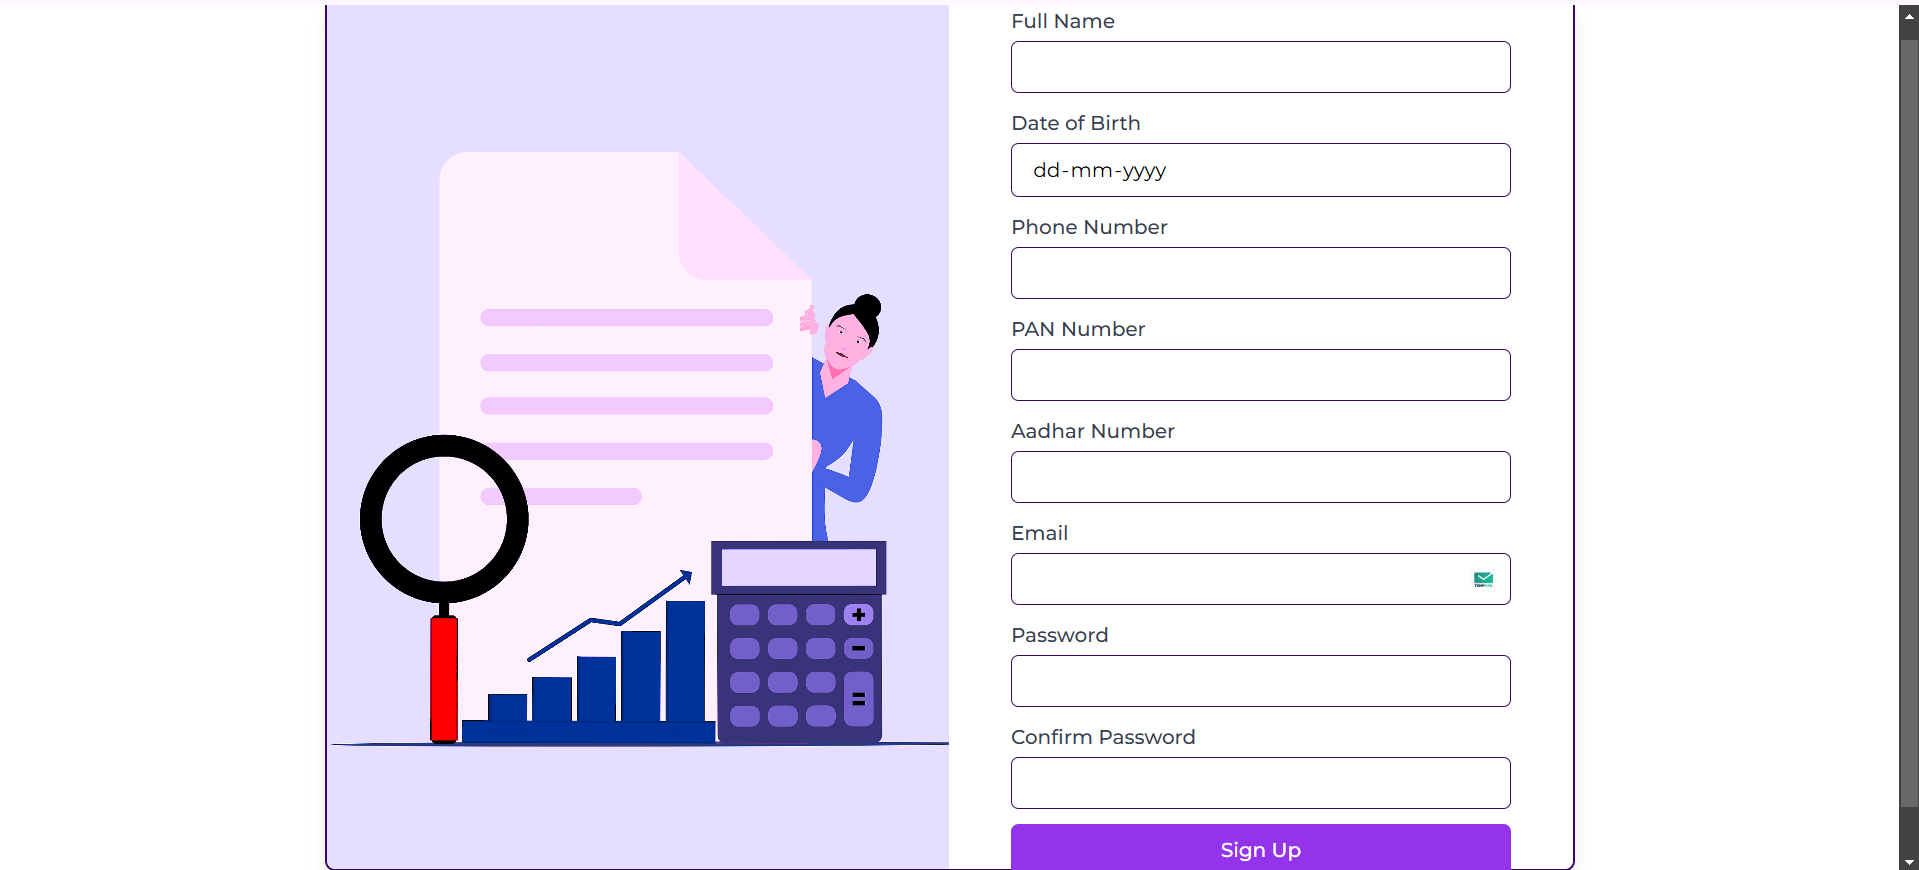 Full Name
Date of Birth
dd-mm-yyyy
Phone Number
PAN Number
Aadhar Number
Email
Password
Confirm Password
Sign Up